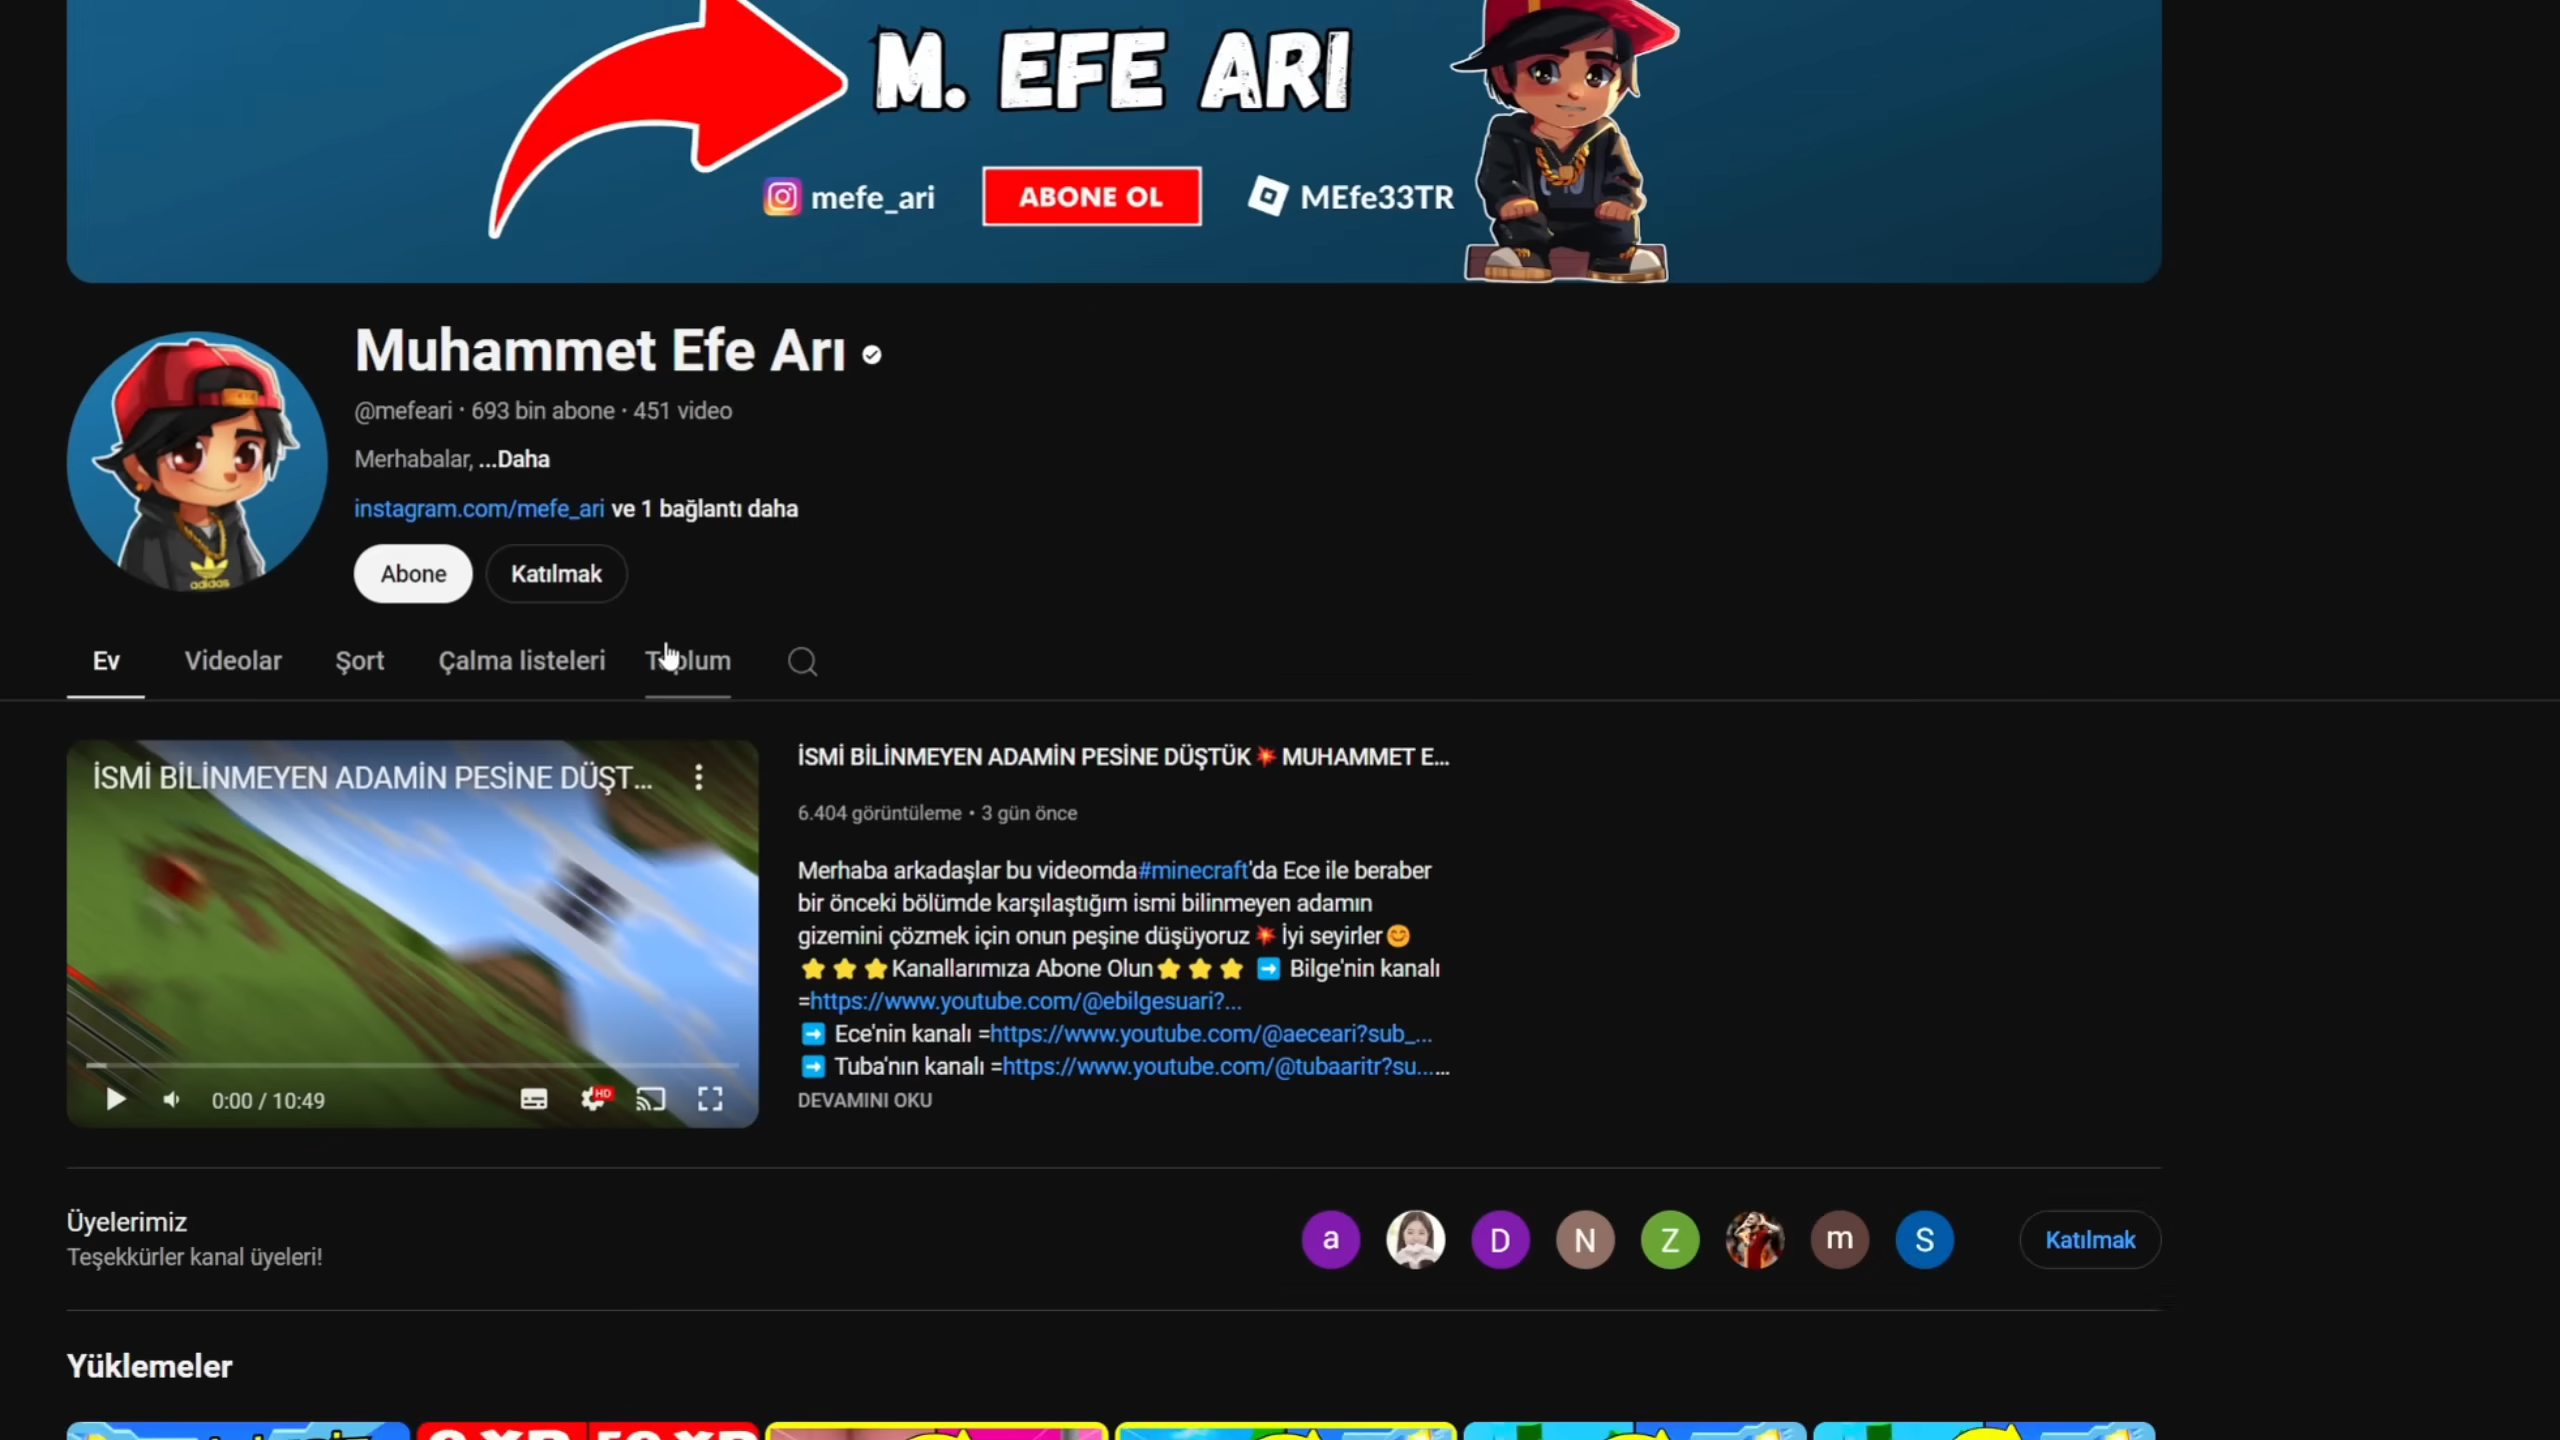 M. EFE ARI
mefe_ari
ABONE OL
MEfe33TR
Muhammet Efe Arı
@mefeari • 693 bin abone • 451 video
Merhabalar, ...Daha
instagram.com/mefe_ari ve 1 bağlantı daha
Abone
Katılmak
adidas
Ev
Videolar
Şort
Çalma listeleri
Toplum
İSMİ BİLİNMEYEN ADAMİN PESİNE DÜŞT...
0:00 / 10:49
HD
İSMİ BİLİNMEYEN ADAMİN PESİNE DÜŞTÜK 💥 MUHAMMET E...
6.404 görüntüleme • 3 gün önce
Merhaba arkadaşlar bu videomda#minecraft'da Ece ile beraber
bir önceki bölümde karşılaştığım ismi bilinmeyen adamın
gizemini çözmek için onun peşine düşüyoruz 💥 İyi seyirler😊
⭐ ⭐ ⭐Kanallarımıza Abone Olun⭐ ⭐ ⭐ ➡️ Bilge'nin kanalı
=https://www.youtube.com/@ebilgesuari?...
➡️ Ece'nin kanalı =https://www.youtube.com/@aeceari?sub_...
➡️ Tuba'nın kanalı =https://www.youtube.com/@tubaaritr?su......
DEVAMINI OKU
Üyelerimiz
Teşekkürler kanal üyeleri!
a
D
N
Z
m
S
Katılmak
Yüklemeler